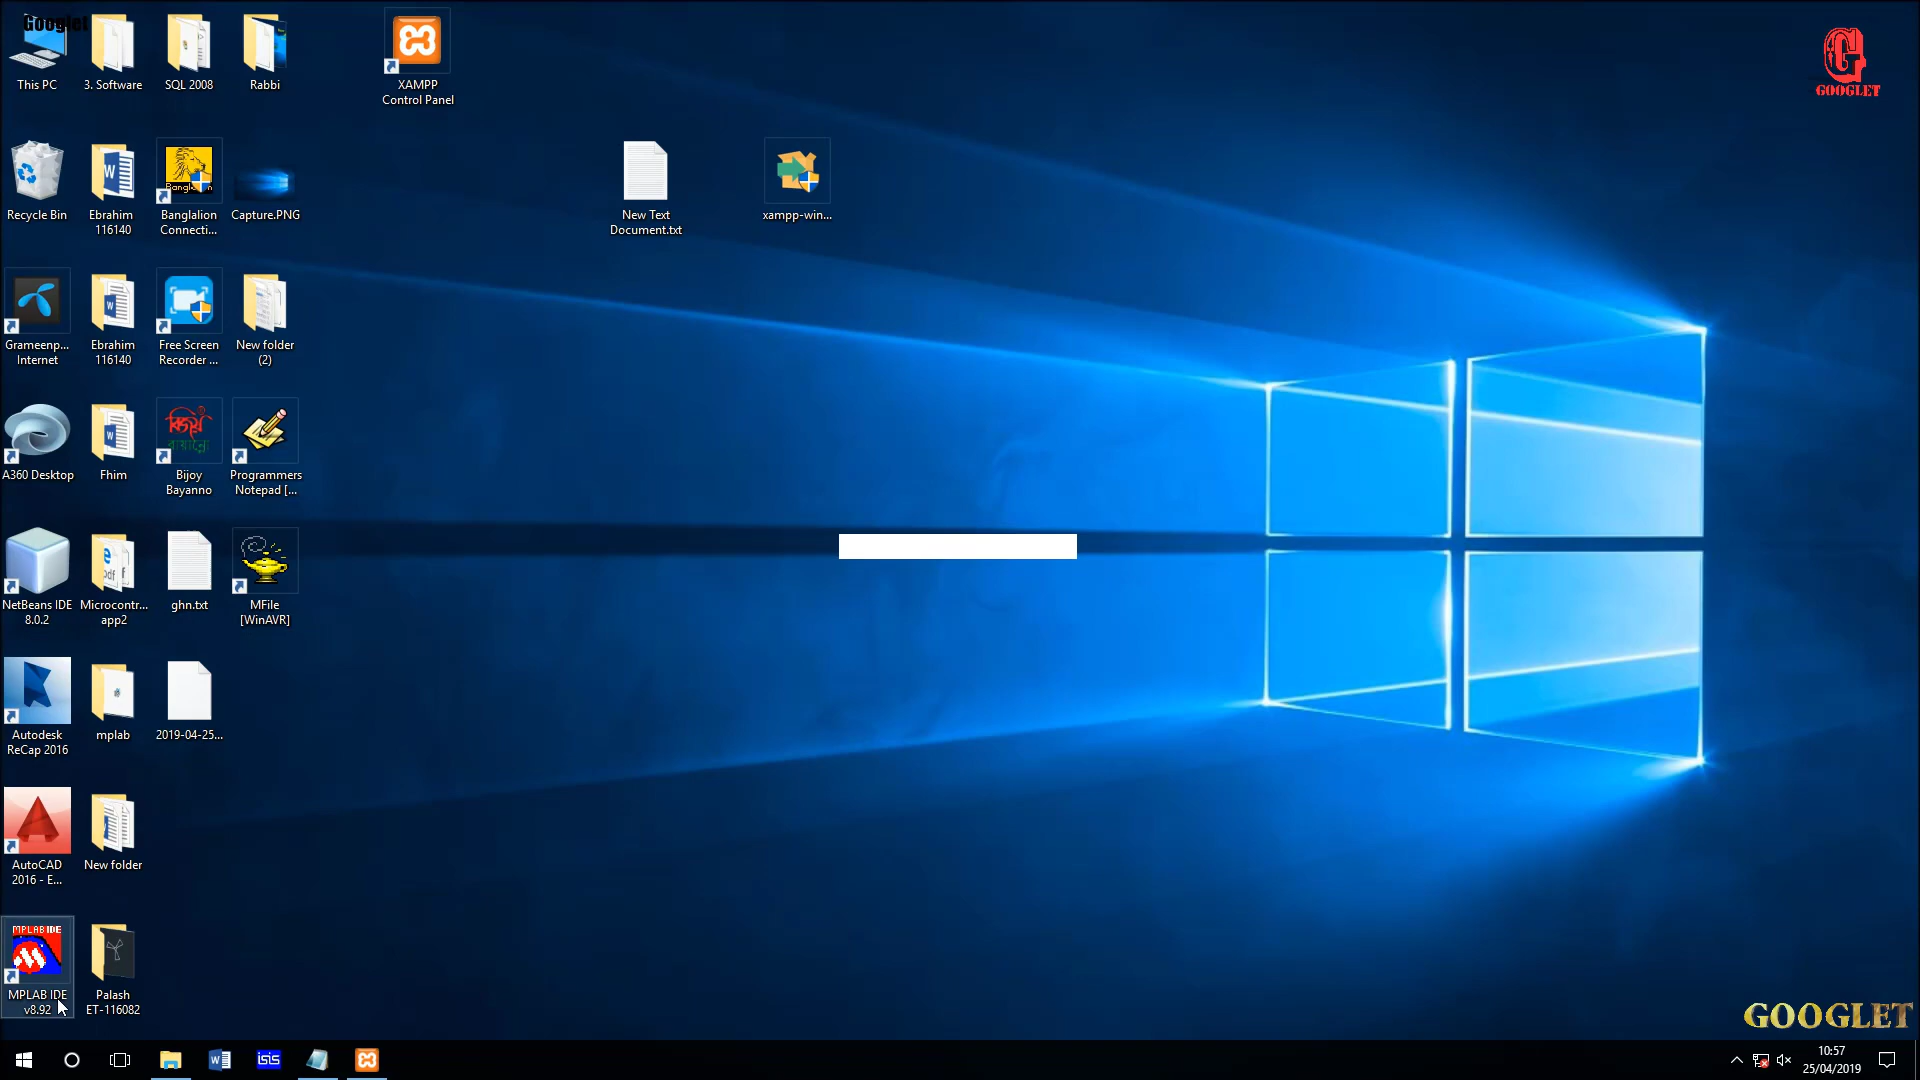 Googlet
This PC
3. Software
SQL 2008
Rabbi
XAMPP
Control Panel
GOOGLET
Recycle Bin
Ebrahim
116140
Banglalion
Connecti...
Capture.PNG
New Text
Document.txt
xampp-win...
Grameenp...
Internet
Ebrahim
116140
Free Screen
Recorder ...
New folder
(2)
A360 Desktop
Fhim
বিজয়
বায়ান্নো
Bijoy
Bayanno
Programmers
Notepad [...
NetBeans IDE
8.0.2
Microcontr...
app2
ghn.txt
MFile
[WinAVR]
Autodesk
ReCap 2016
mplab
2019-04-25...
AutoCAD
2016 - E...
New folder
MPLAB IDE
MPLAB IDE
v8.92
Palash
ET-116082
GOOGLET
isis
10:57
25/04/2019